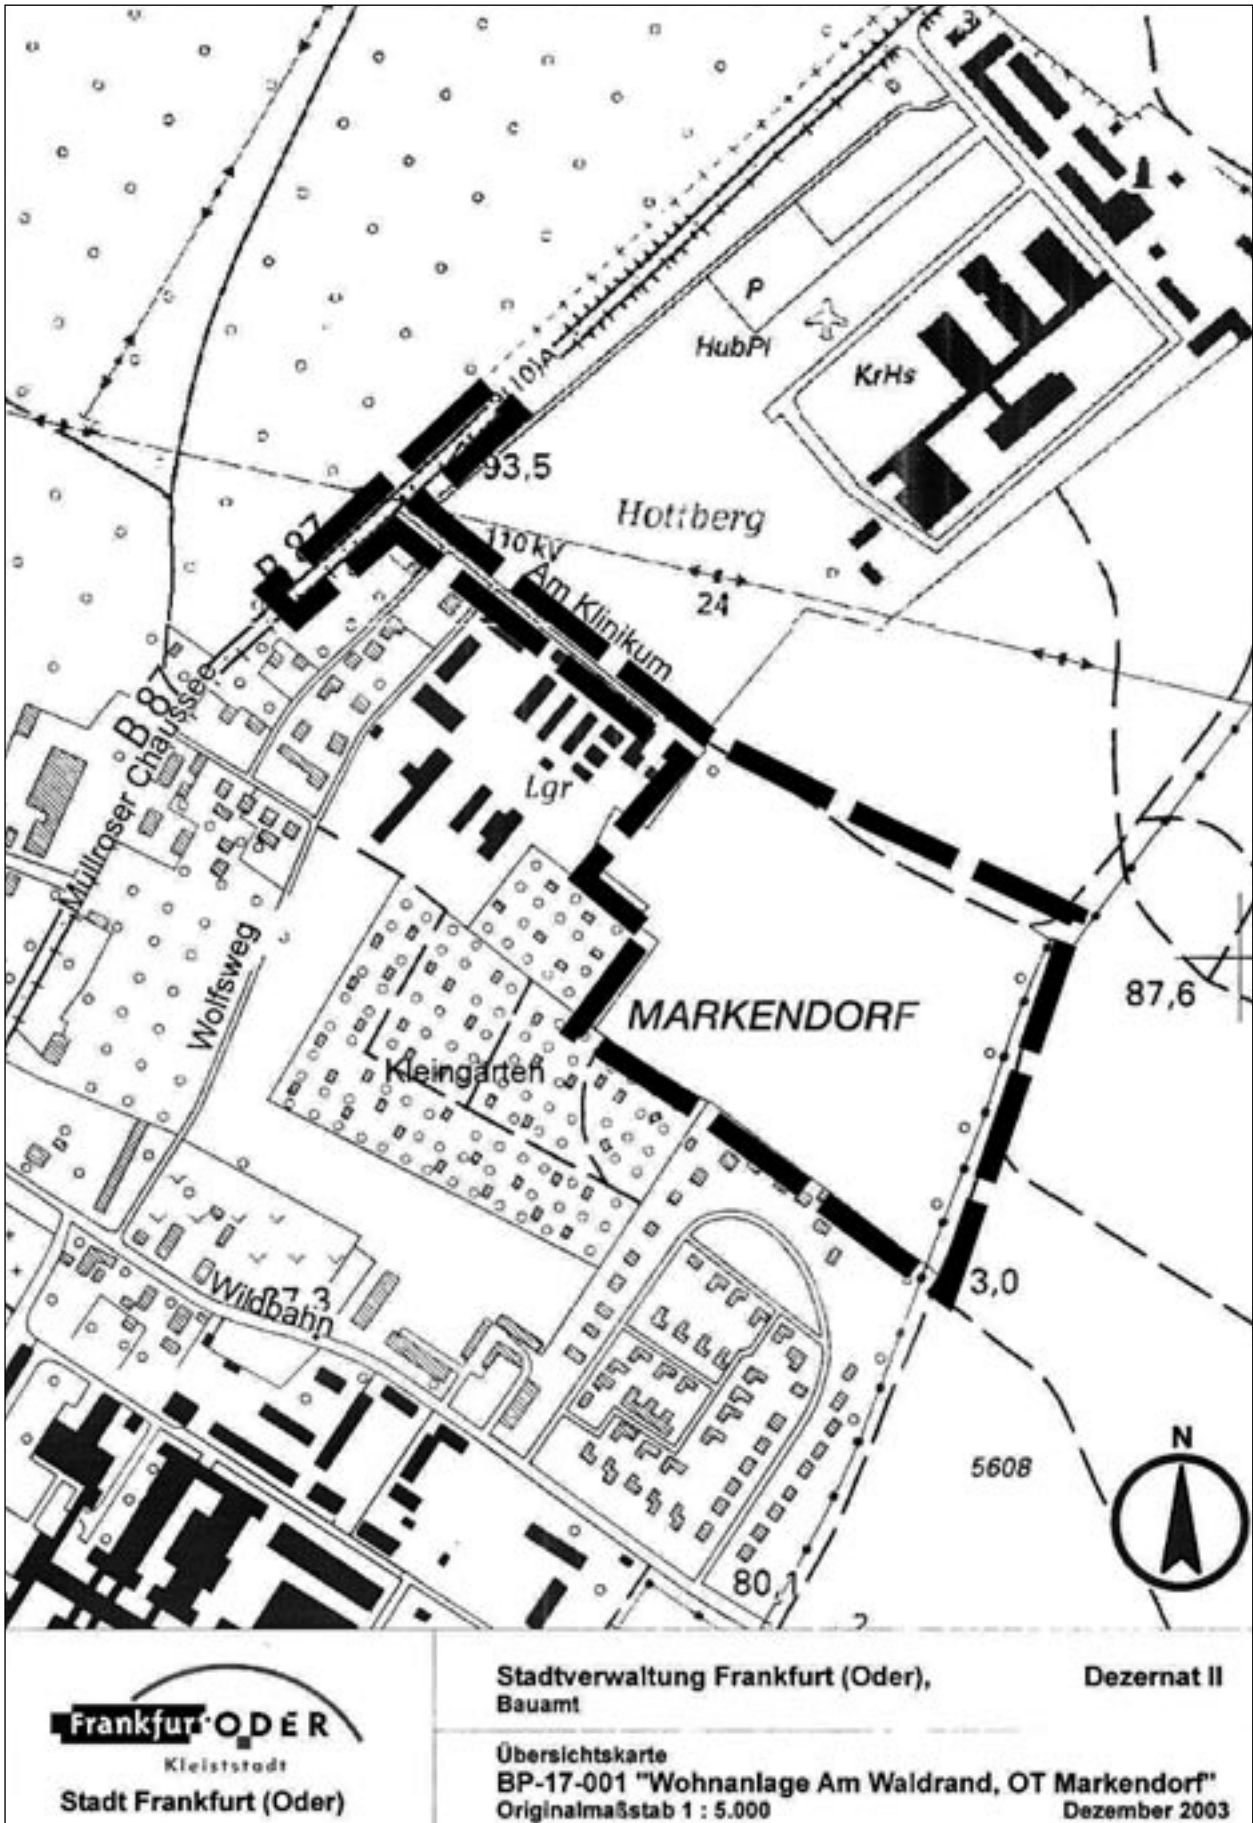 P
HubPl
KrHs
93,5
Hottberg
110 kV
24
Am Klinikum
B 87
Müllroser Chaussee
Lgr
Wolfsweg
87,6
MARKENDORF
Kleingärten
3,0
Wildbahn
5608
N
80,1
Frankfurt ODER
Kleiststadt
Stadt Frankfurt (Oder)
Stadtverwaltung Frankfurt (Oder), Dezernat II
Bauamt
Übersichtskarte
BP-17-001 "Wohnanlage Am Waldrand, OT Markendorf"
Originalmaßstab 1 : 5.000 Dezember 2003